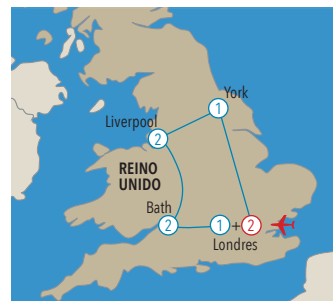 York
1
Liverpool
2
REINO
UNIDO
Bath
2
1 + 2
Londres